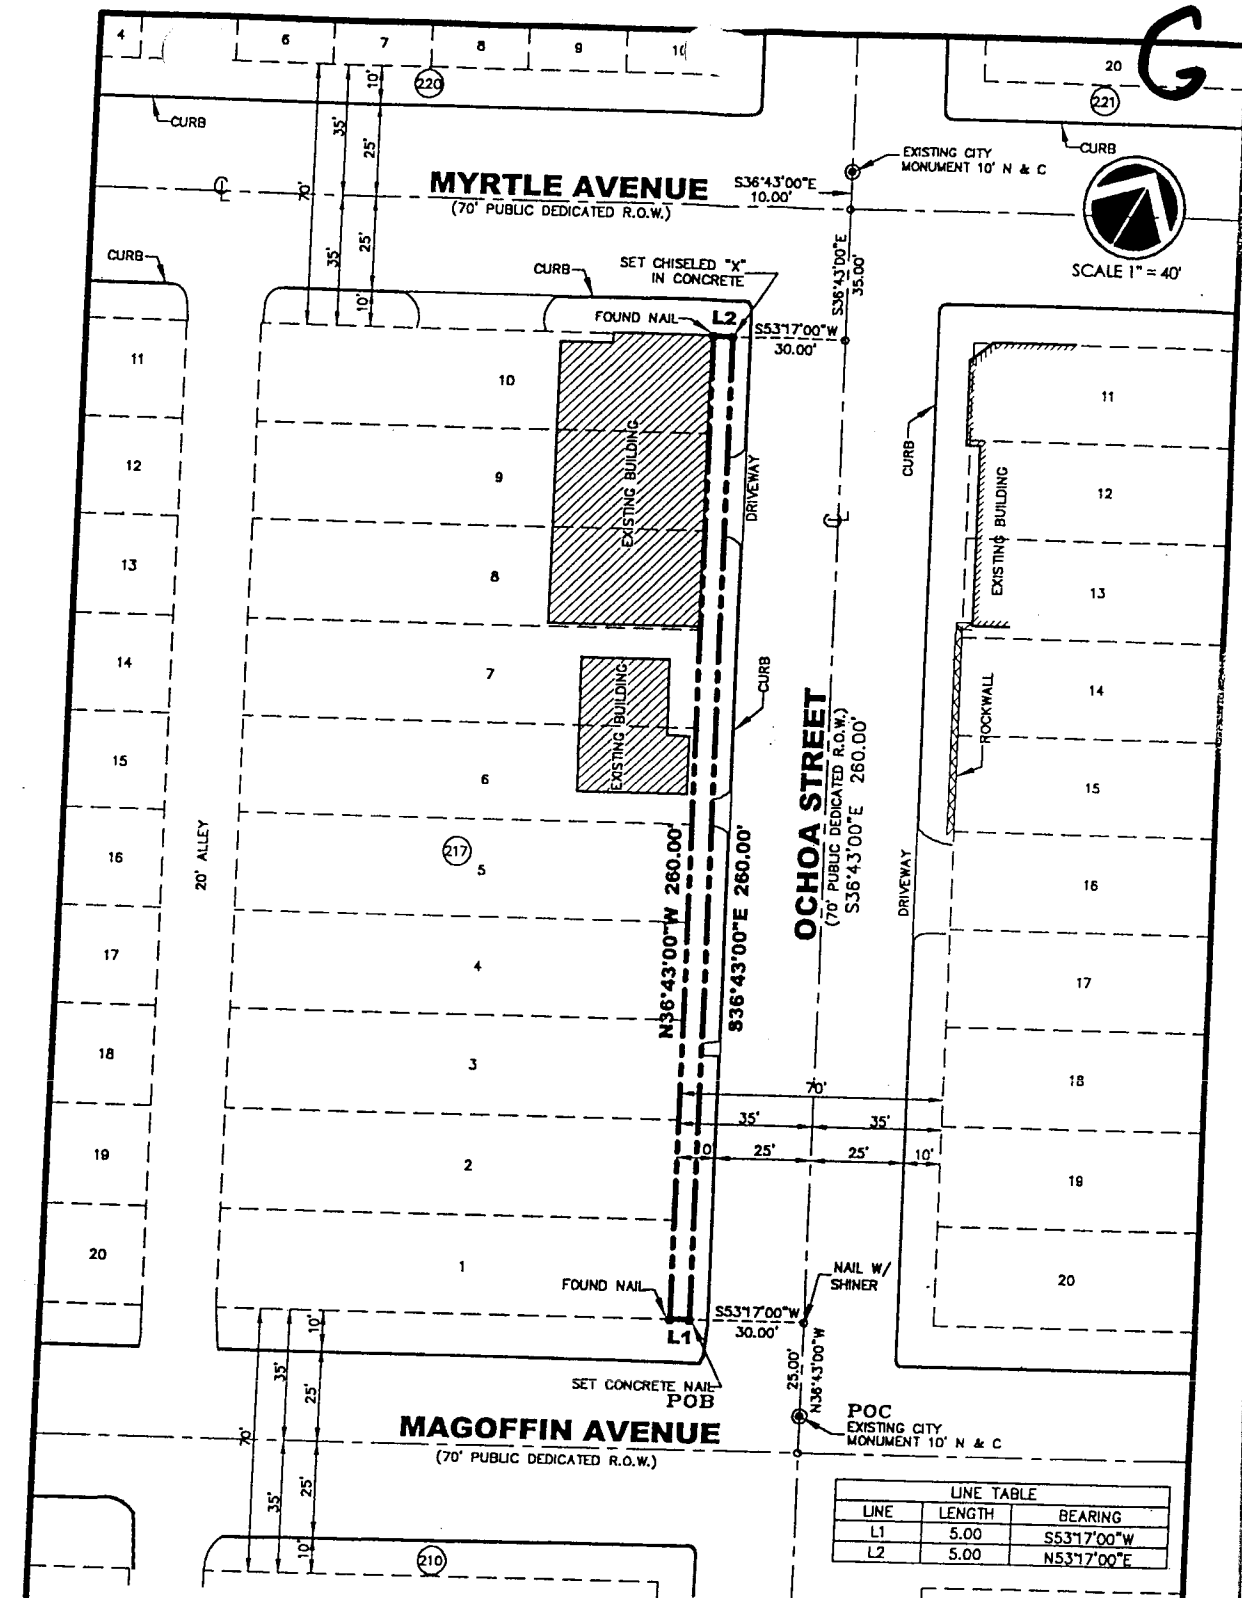 G
4
6
7
8
9
10
20
220
221
10'
35'
25'
70'
CURB
CURB
EXISTING CITY
MONUMENT 10' N & C
MYRTLE AVENUE
(70' PUBLIC DEDICATED R.O.W.)
S36°43'00"E
10.00'
S36°43'00"E
35.00'
SCALE 1" = 40'
CURB
35'
25'
10'
CURB
SET CHISELED "X"
IN CONCRETE
FOUND NAIL
L2
S53°17'00"W
30.00'
11
12
13
14
15
16
17
18
19
20
20' ALLEY
10
9
8
7
6
217
5
4
3
2
1
EXISTING BUILDING
EXISTING BUILDING
DRIVEWAY
CURB
N36°43'00"W 260.00'
S36°43'00"E 260.00'
OCHOA STREET
(70' PUBLIC DEDICATED R.O.W.)
S36°43'00"E 260.00'
CURB
EXISTING BUILDING
ROCKWALL
DRIVEWAY
11
12
13
14
15
16
17
18
19
20
70'
35'
35'
0
25'
25'
10'
FOUND NAIL
L1
S53°17'00"W
30.00'
NAIL W/
SHINER
25.00'
N36°43'00"W
SET CONCRETE NAIL
POB
POC
EXISTING CITY
MONUMENT 10' N & C
MAGOFFIN AVENUE
(70' PUBLIC DEDICATED R.O.W.)
10'
35'
25'
70'
35'
25'
10'
210
LINE TABLE
LINE LENGTH BEARING
L1 5.00 S53°17'00"W
L2 5.00 N53°17'00"E